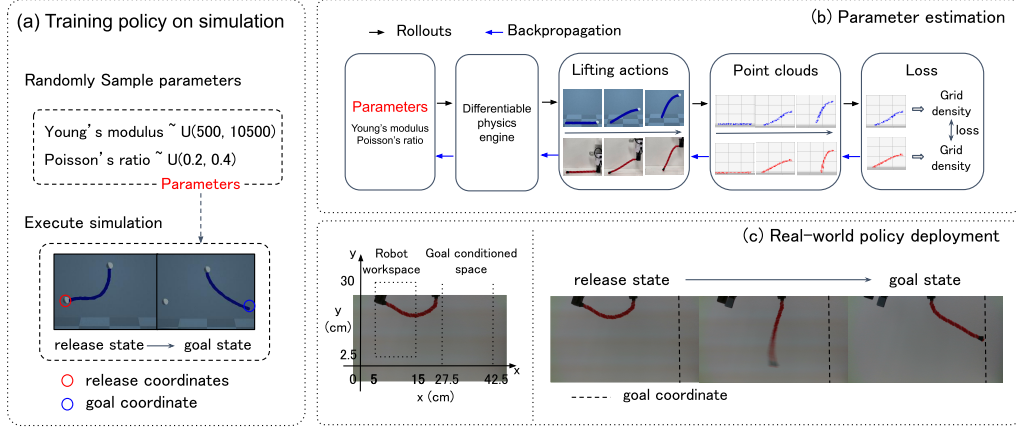 (a) Training policy on simulation
Randomly Sample parameters
Young's modulus ~ U(500, 10500)
Poisson's ratio ~ U(0.2, 0.4)
Parameters
Execute simulation
release state
goal state
release coordinates
goal coordinate
(b) Parameter estimation
Rollouts
Backpropagation
Parameters
Young's modulus
Poisson's ratio
Differentiable
physics
engine
Lifting actions
Point clouds
Loss
Grid
density
loss
Grid
density
(c) Real-world policy deployment
y
Robot
workspace
Goal conditioned
space
30
y
(cm)
2.5
0
5
15
27.5
42.5
x
x (cm)
release state
goal state
goal coordinate